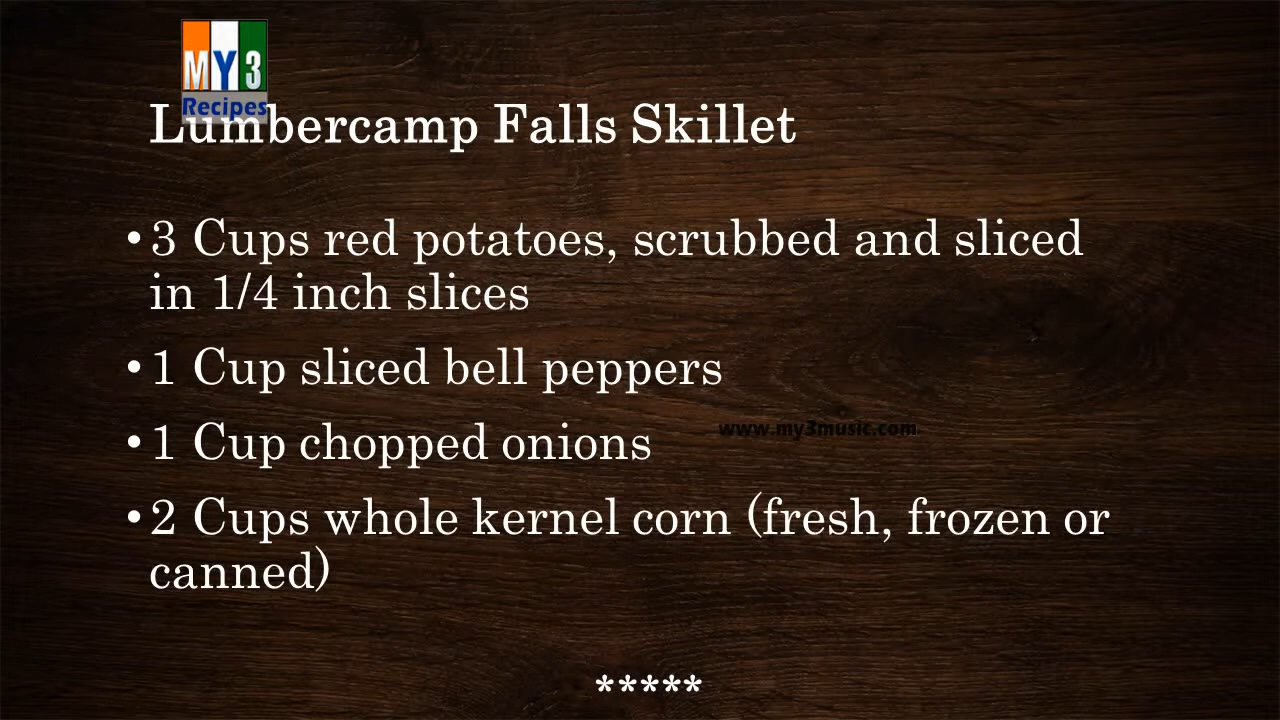 MY3
Recipes
Lumbercamp Falls Skillet
•3 Cups red potatoes, scrubbed and sliced
in 1/4 inch slices
•1 Cup sliced bell peppers
•1 Cup chopped onions
www.my3music.com
•2 Cups whole kernel corn (fresh, frozen or
canned)
*****